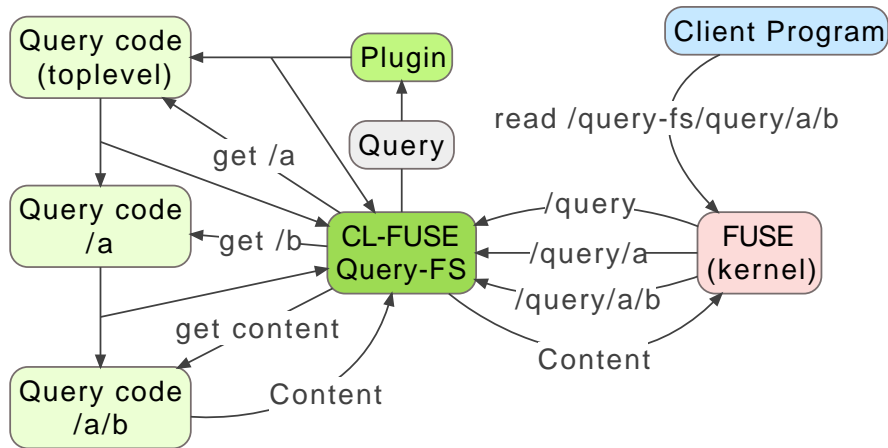 Query code
(toplevel)
Plugin
Client Program
read /query-fs/query/a/b
Query
get /a
Query code
/a
get /b
CL-FUSE
Query-FS
/query
/query/a
/query/a/b
FUSE
(kernel)
get content
Content
Content
Query code
/a/b